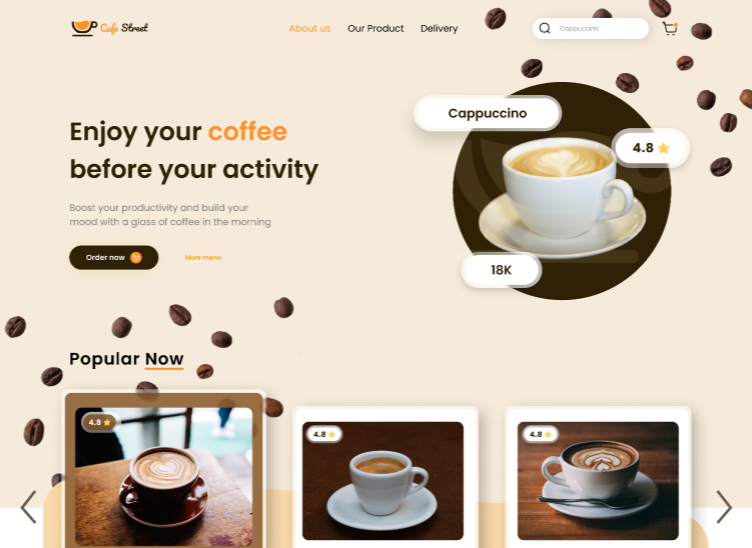 Cafe Street
About us
Our Product
Delivery
Cappuccino
Cappuccino
Enjoy your coffee
before your activity
4.8
Boost your productivity and build your
mood with a glass of coffee in the morning
Order now
More menu
18K
Popular Now
4.8
4.8
4.8